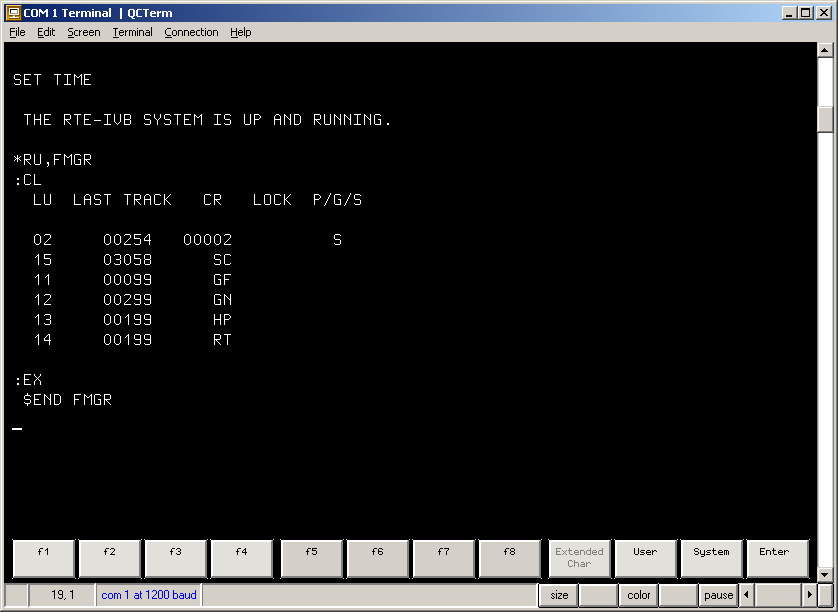 COM 1 Terminal | QCTerm
File Edit Screen Terminal Connection Help
SET TIME
THE RTE-IVB SYSTEM IS UP AND RUNNING.
*RU,FMGR
:CL
LU LAST TRACK CR LOCK P/G/S
02 00254 00002 S
15 03058 SC
11 00099 GF
12 00299 GN
13 00199 HP
14 00199 RT
:EX
$END FMGR
_
f1 f2 f3 f4 f5 f6 f7 f8 Extended Char User System Enter
19, 1 com 1 at 1200 baud size color pause